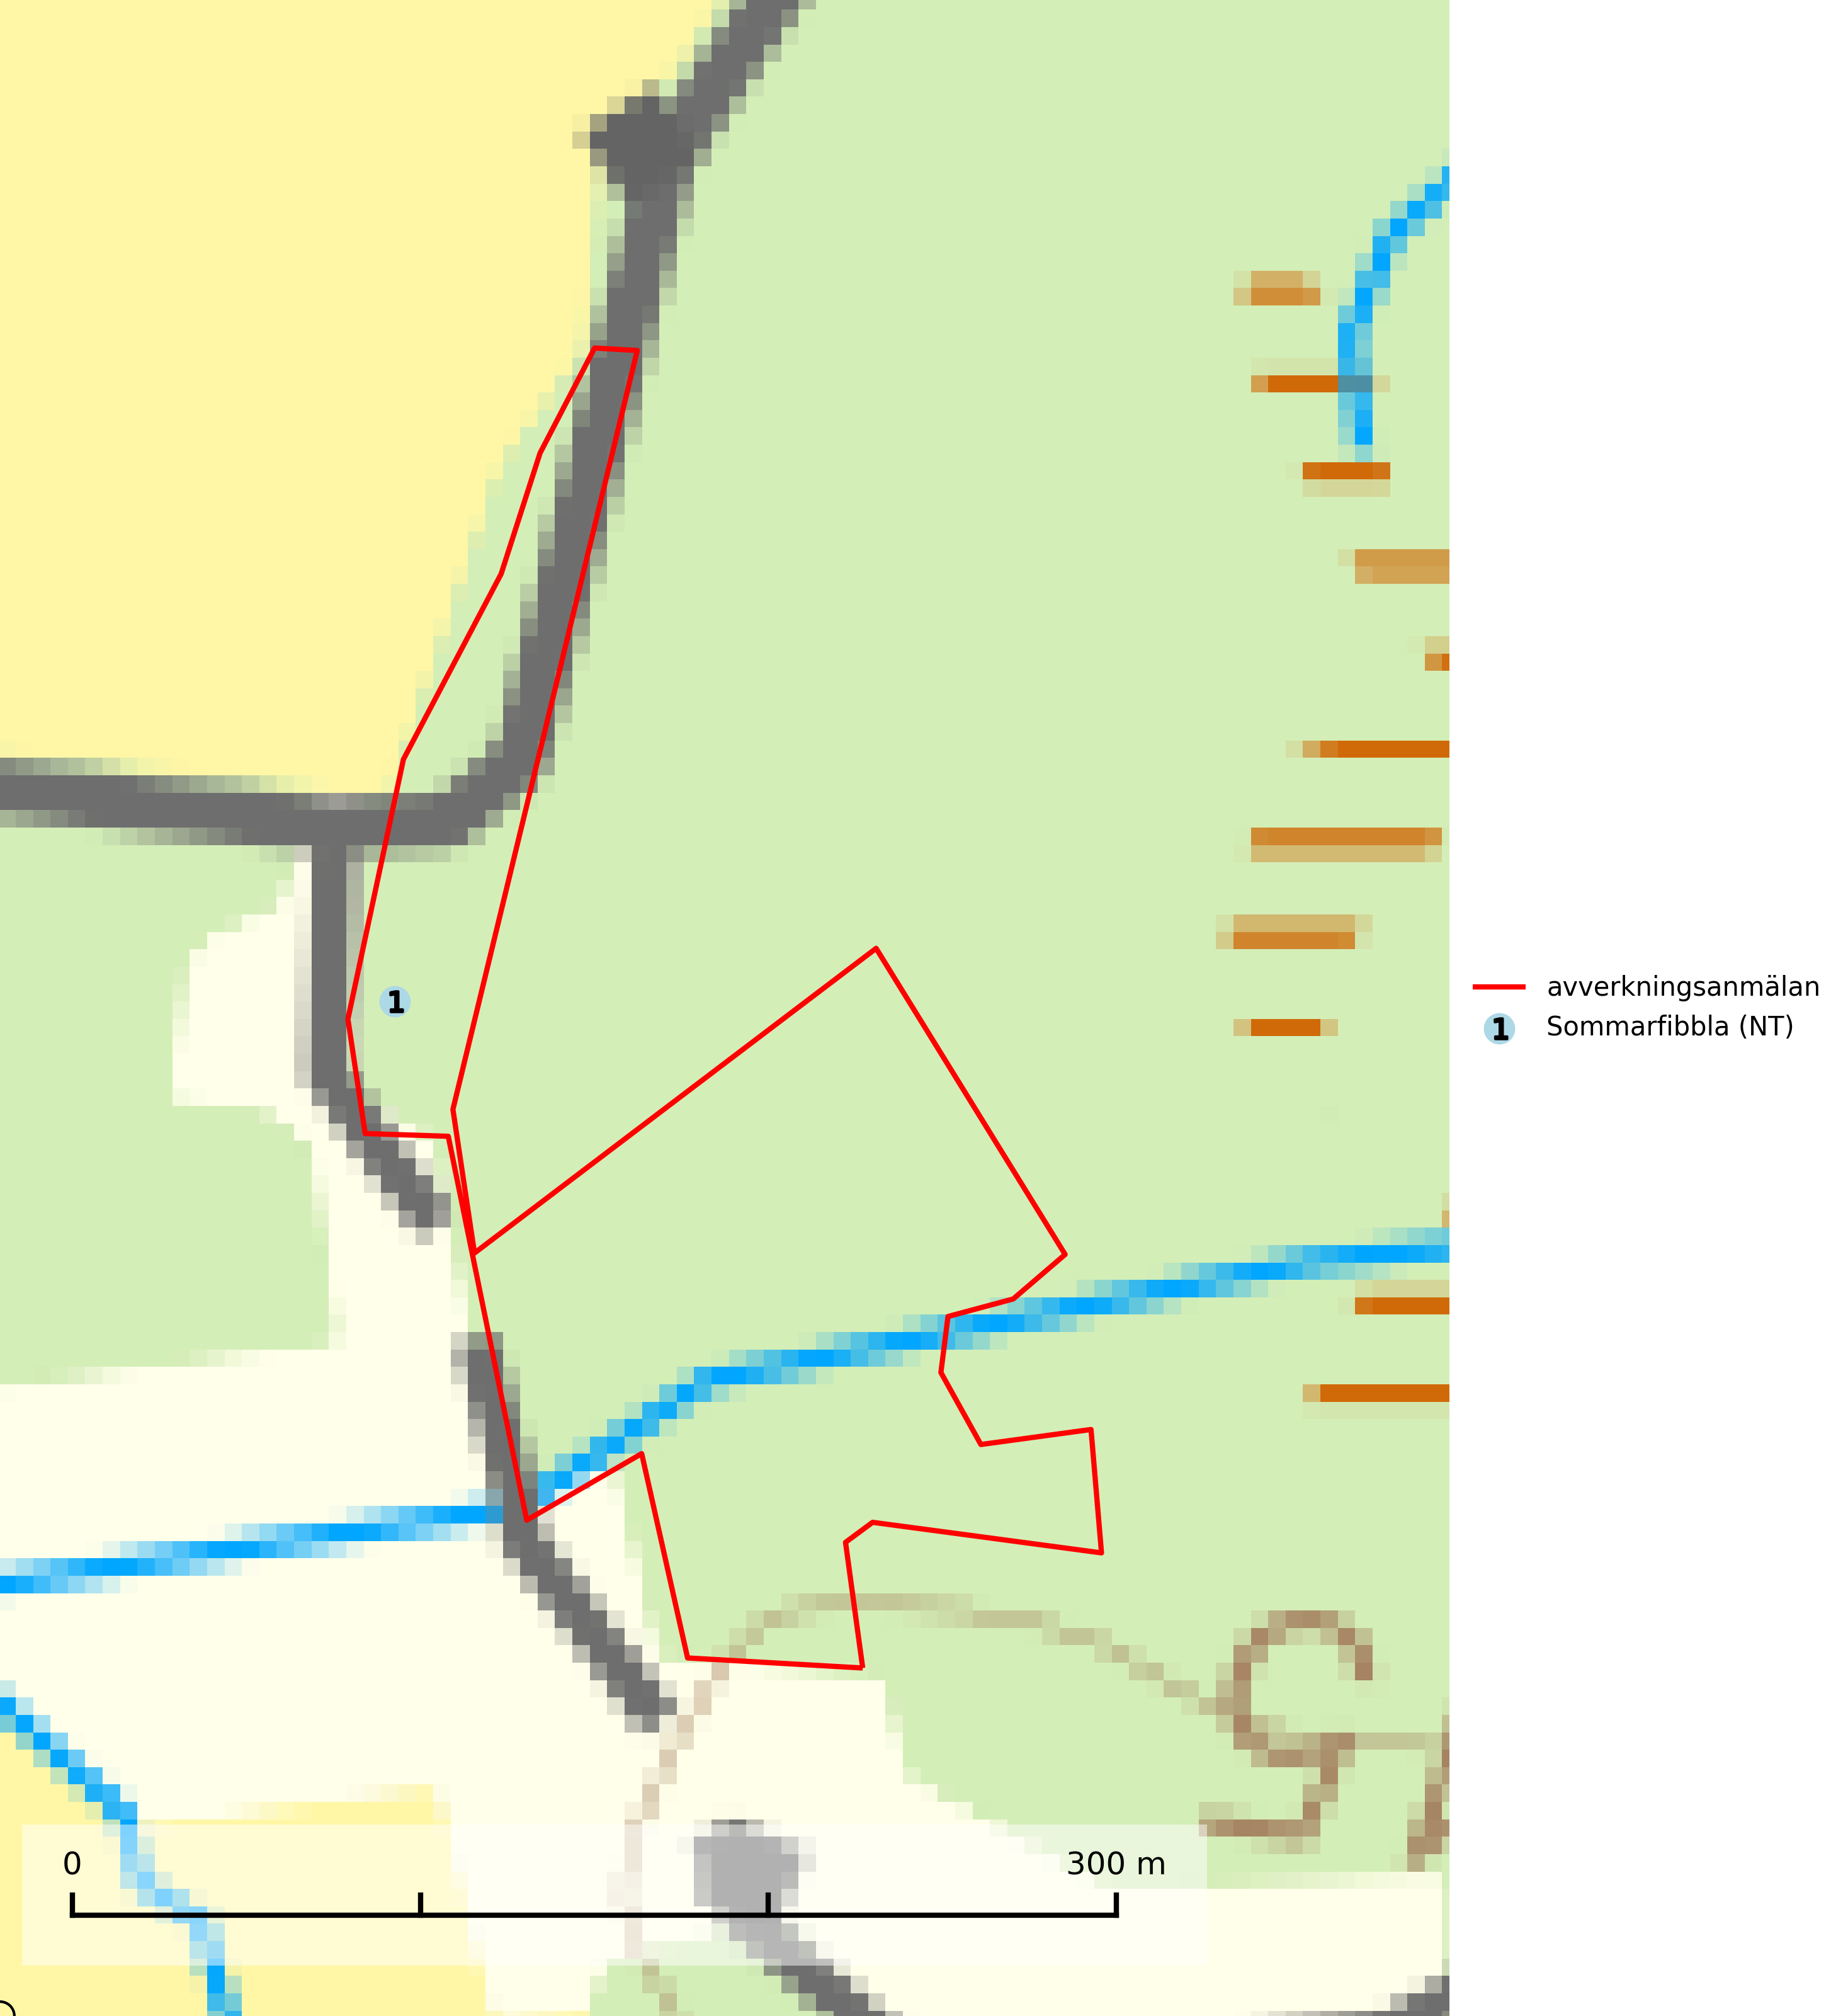 1
avverkningsanmälan
1 Sommarfibbla (NT)
0 300 m